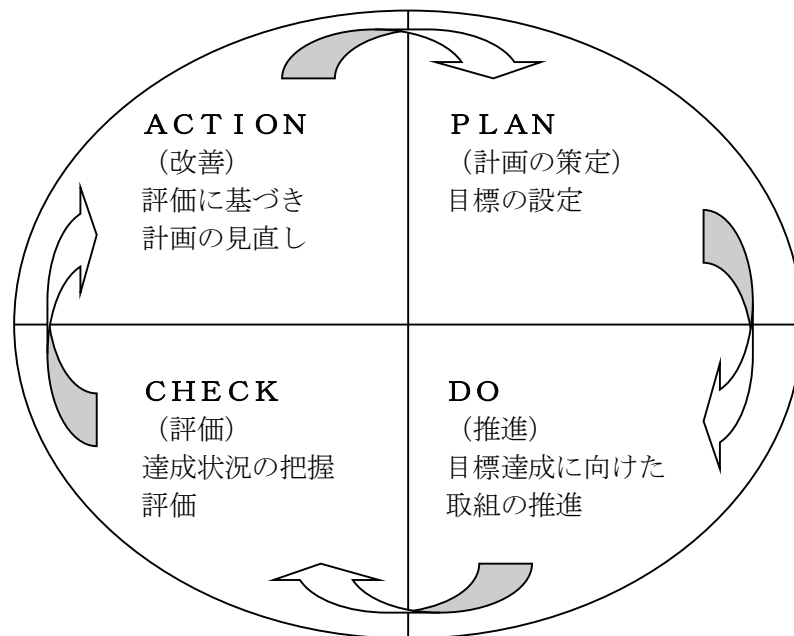 ＡＣＴＩＯＮ
（改善）
評価に基づき
計画の見直し
ＰＬＡＮ
（計画の策定）
目標の設定
ＣＨＥＣＫ
（評価）
達成状況の把握
評価
ＤＯ
（推進）
目標達成に向けた
取組の推進